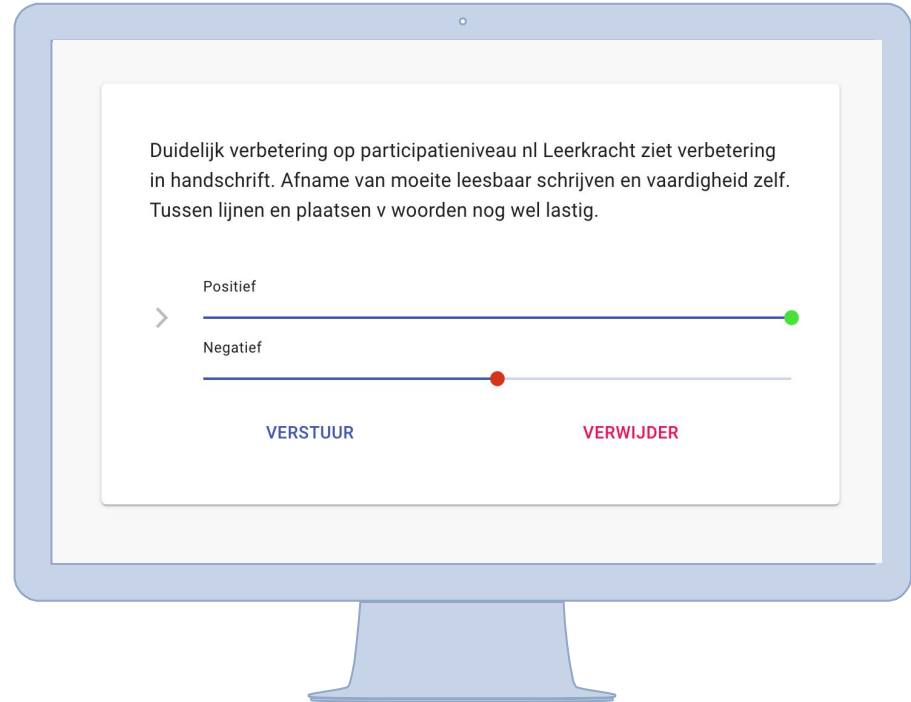 Duidelijk verbetering op participatieniveau nl Leerkracht ziet verbetering
in handschrift. Afname van moeite leesbaar schrijven en vaardigheid zelf.
Tussen lijnen en plaatsen v woorden nog wel lastig.
Positief
Negatief
VERSTUUR VERWIJDER